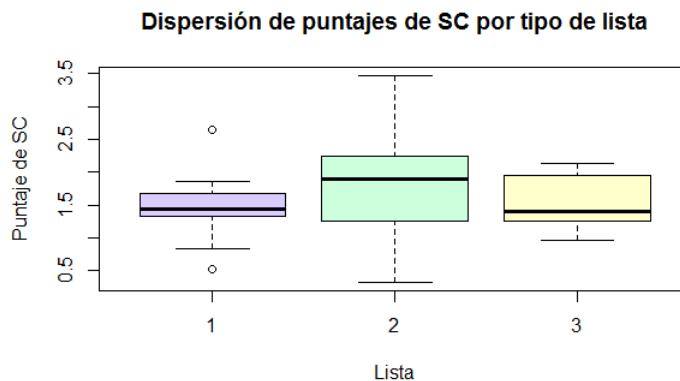 Dispersión de puntajes de SC por tipo de lista
Puntaje de SC
3.5
2.5
1.5
0.5
1 2 3
Lista